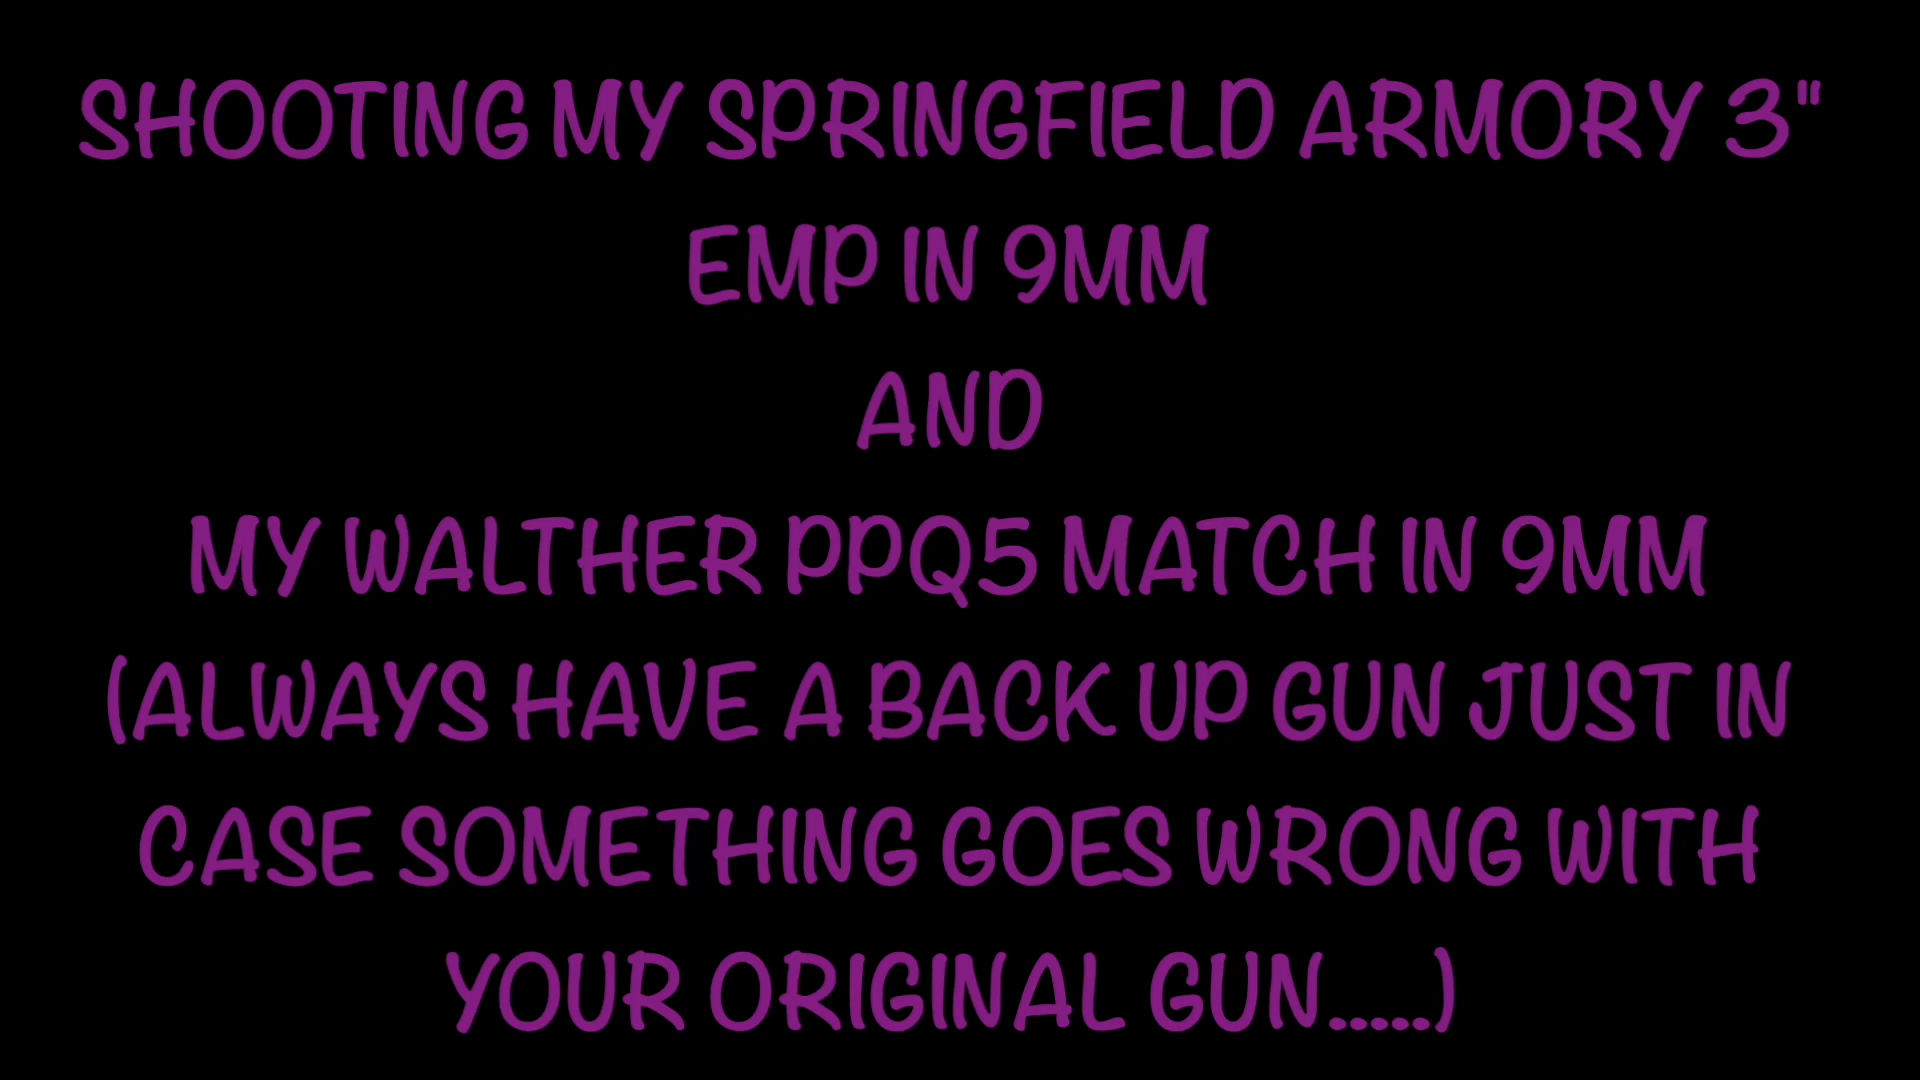 SHOOTING MY SPRINGFIELD ARMORY 3"
EMP IN 9MM
AND
MY WALTHER PPQ5 MATCH IN 9MM
(ALWAYS HAVE A BACK UP GUN JUST IN
CASE SOMETHING GOES WRONG WITH
YOUR ORIGINAL GUN.....)